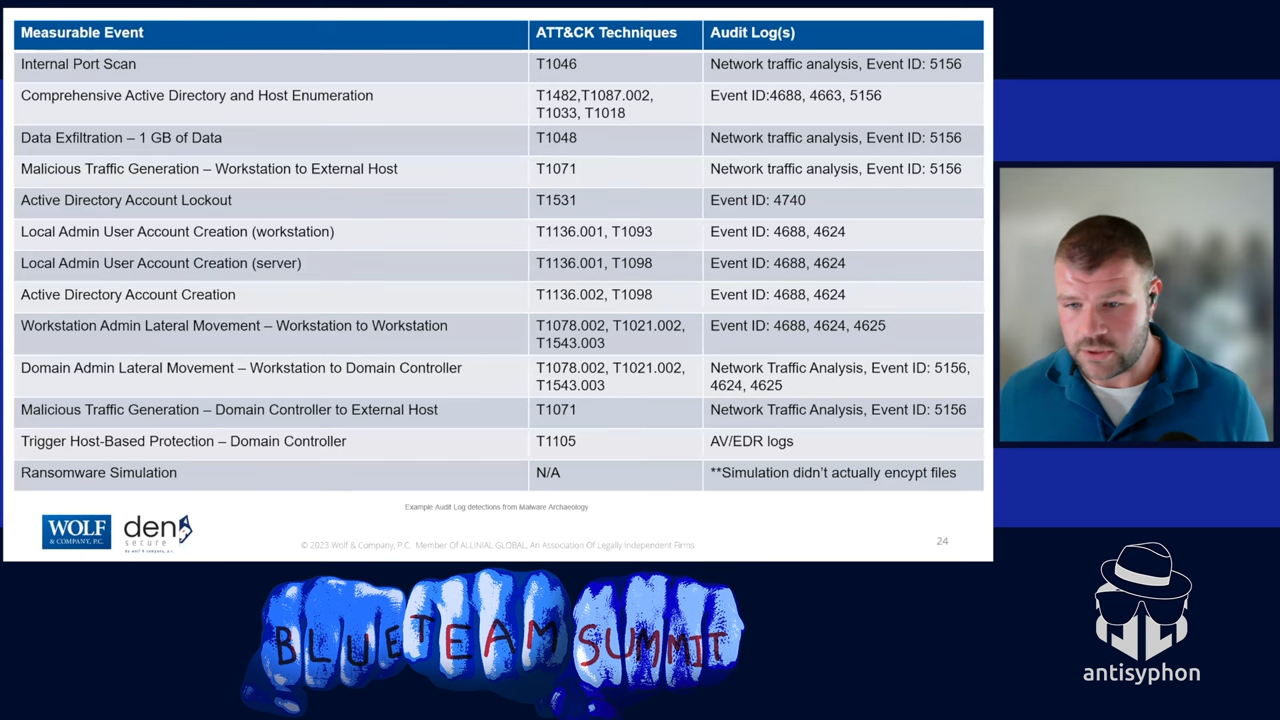 Measurable Event ATT&CK Techniques Audit Log(s)
Internal Port Scan T1046 Network traffic analysis, Event ID: 5156
Comprehensive Active Directory and Host Enumeration T1482,T1087.002, Event ID:4688, 4663, 5156
T1033, T1018
Data Exfiltration – 1 GB of Data T1048 Network traffic analysis, Event ID: 5156
Malicious Traffic Generation – Workstation to External Host T1071 Network traffic analysis, Event ID: 5156
Active Directory Account Lockout T1531 Event ID: 4740
Local Admin User Account Creation (workstation) T1136.001, T1093 Event ID: 4688, 4624
Local Admin User Account Creation (server) T1136.001, T1098 Event ID: 4688, 4624
Active Directory Account Creation T1136.002, T1098 Event ID: 4688, 4624
Workstation Admin Lateral Movement – Workstation to Workstation T1078.002, T1021.002, Event ID: 4688, 4624, 4625
T1543.003
Domain Admin Lateral Movement – Workstation to Domain Controller T1078.002, T1021.002, Network Traffic Analysis, Event ID: 5156,
T1543.003 4624, 4625
Malicious Traffic Generation – Domain Controller to External Host T1071 Network Traffic Analysis, Event ID: 5156
Trigger Host-Based Protection – Domain Controller T1105 AV/EDR logs
Ransomware Simulation N/A **Simulation didn't actually encypt files
Example Audit Log detections from Malware Archaeology
WOLF
& COMPANY, P.C.
den
secure
by wolf & company, p.c.
© 2023 Wolf & Company, P.C. Member Of ALLINIAL GLOBAL, An Association Of Legally Independent Firms
24
BLUE TEAM SUMMIT
antisyphon